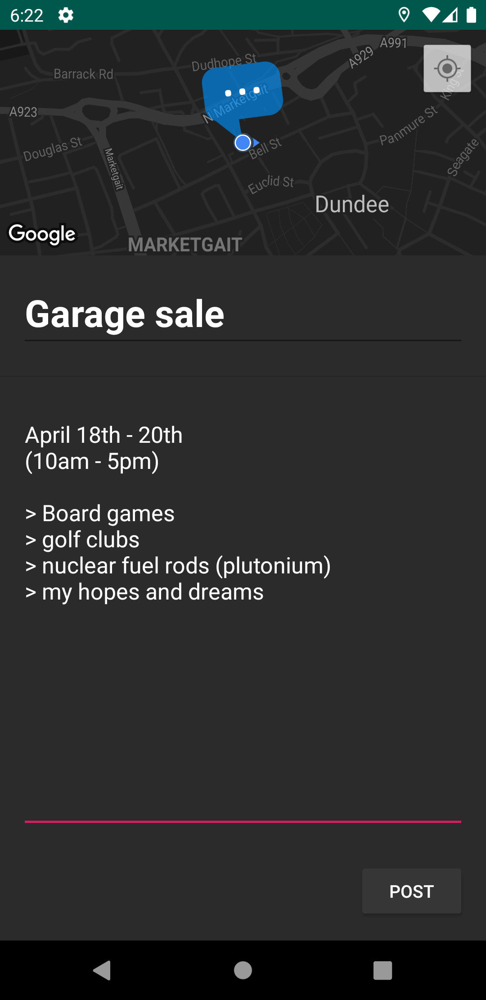 6:22
A991
A929
Dudhope St
Barrack Rd
King St
N Marketgait
A923
Panmure St
Douglas St
Bell St
Seagate
Marketgait
Euclid St
Dundee
Google
MARKETGAIT
Garage sale
April 18th - 20th
(10am - 5pm)
> Board games
> golf clubs
> nuclear fuel rods (plutonium)
> my hopes and dreams
POST